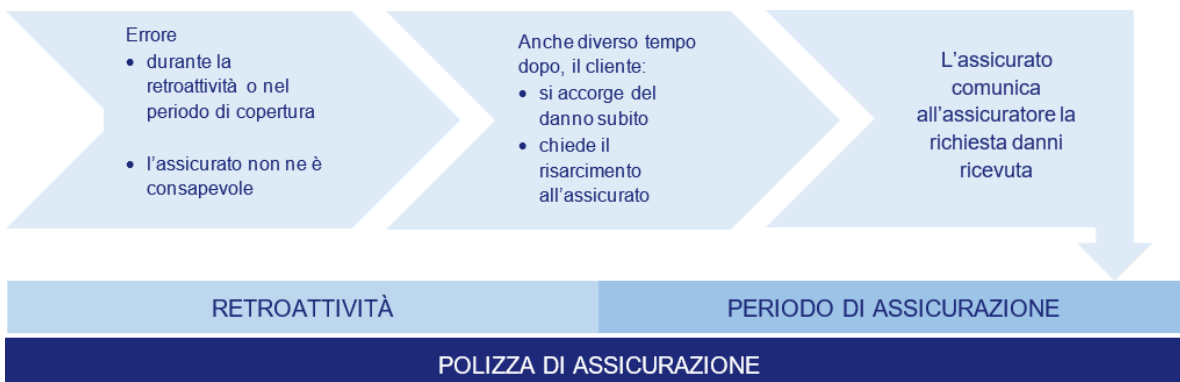 Errore
• durante la
retroattività o nel
periodo di copertura
• l'assicurato non ne è
consapevole
Anche diverso tempo
dopo, il cliente:
• si accorge del
danno subito
• chiede il
risarcimento
all'assicurato
L'assicurato
comunica
all'assicuratore la
richiesta danni
ricevuta
RETROATTIVITÀ
PERIODO DI ASSICURAZIONE
POLIZZA DI ASSICURAZIONE